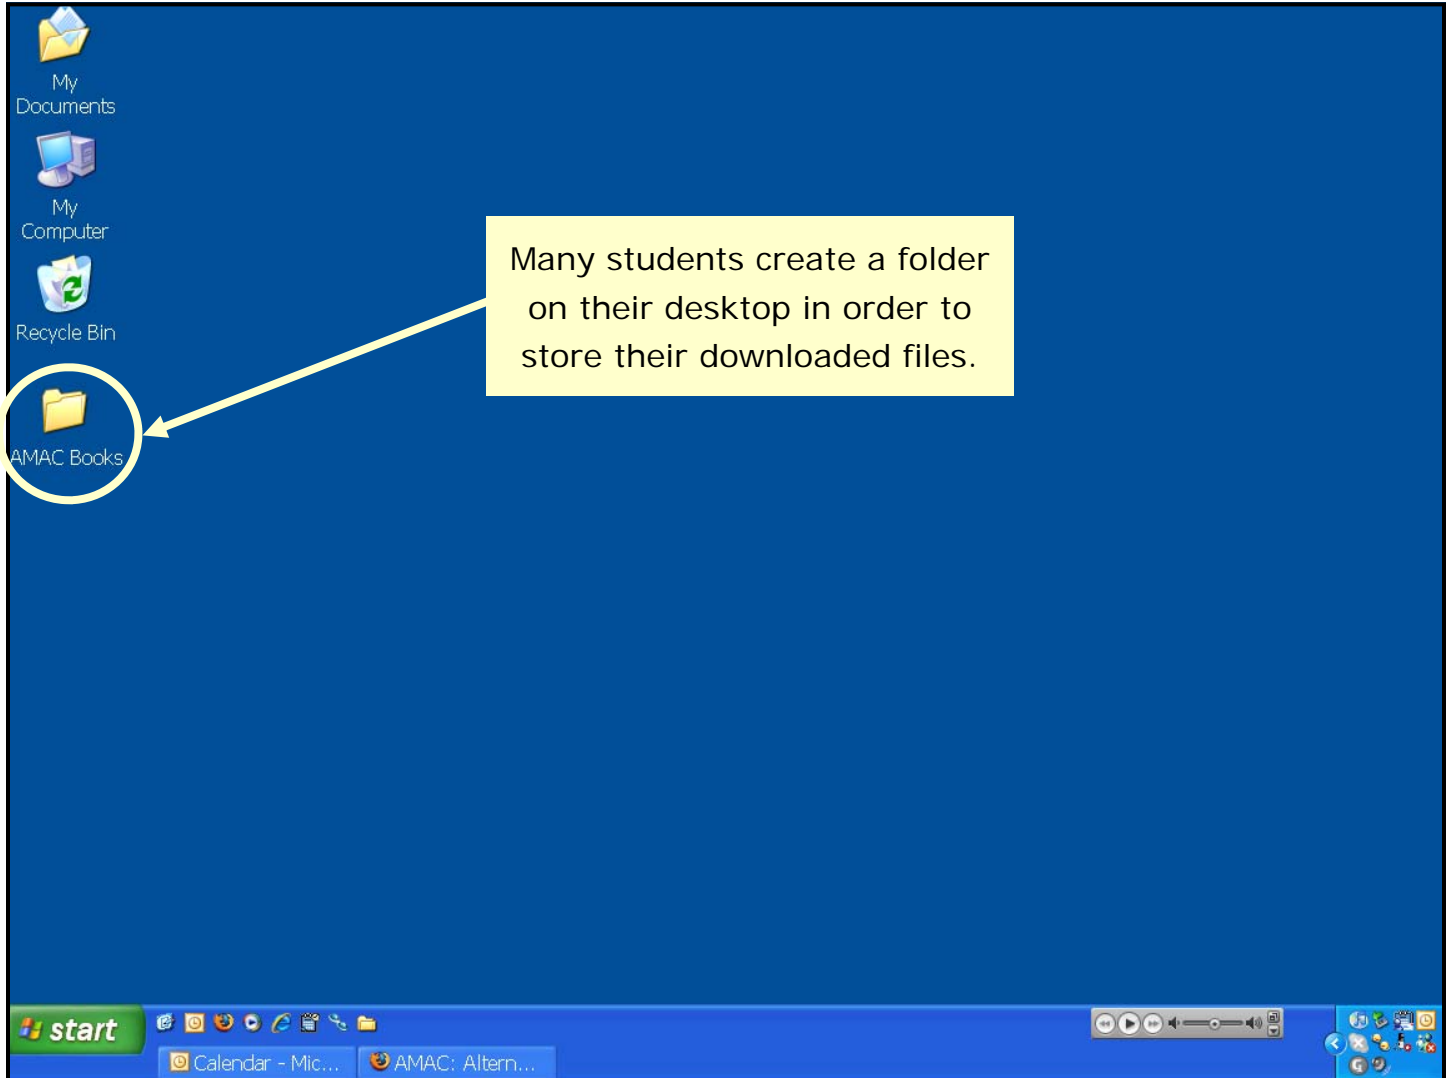 My
Documents
My
Computer
Recycle Bin
AMAC Books
Many students create a folder
on their desktop in order to
store their downloaded files.
start
Calendar - Mic...
AMAC: Altern...